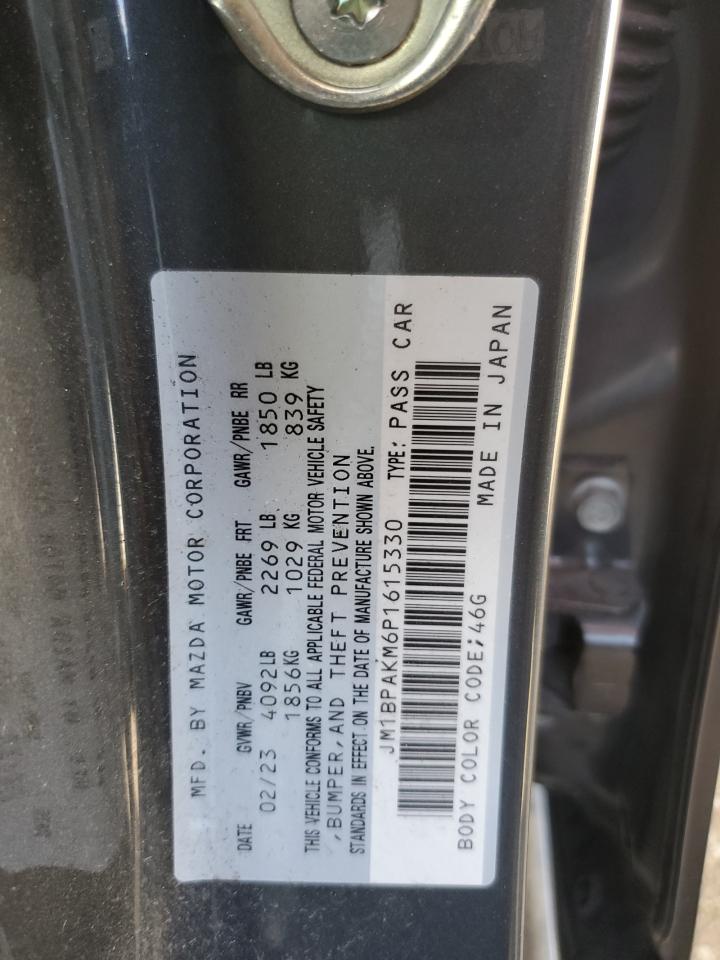 MFD. BY MAZDA MOTOR CORPORATION
DATE GVWR/PNBV GAWR/PNBE FRT GAWR/PNBE RR
02/23 4092LB 2269 LB 1850 LB
1856KG 1029 KG 839 KG
THIS VEHICLE CONFORMS TO ALL APPLICABLE FEDERAL MOTOR VEHICLE SAFETY
,BUMPER,AND THEFT PREVENTION
STANDARDS IN EFFECT ON THE DATE OF MANUFACTURE SHOWN ABOVE.
JM1BPAKM6P1615330 TYPE: PASS CAR
BODY COLOR CODE;46G MADE IN JAPAN